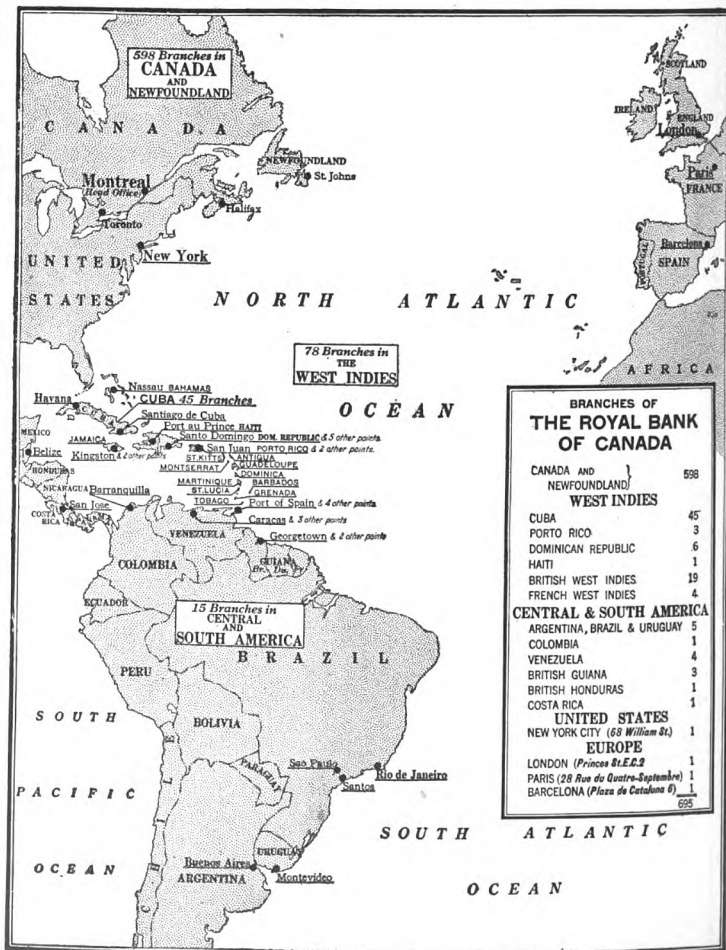 598 Branches in
CANADA
AND
NEWFOUNDLAND
CANADA
NEWFOUNDLAND
St. Johns
Montreal
Head Office
Halifax
Toronto
New York
UNITED
STATES
SCOTLAND
IRELAND
ENGLAND
London
Paris
FRANCE
Barcelona
SPAIN
PORTUGAL
AFRICA
NORTH ATLANTIC
OCEAN
78 Branches in
THE
WEST INDIES
Nassau BAHAMAS
Havana
CUBA 45 Branches
CUBA
Santiago de Cuba
Port au Prince HAITI
Santo Domingo DOM. REPUBLIC & 5 other points
MEXICO
JAMAICA
San Juan PORTO RICO & 2 other points.
Belize
Kingston & 2 other points
ST. KITTS
ANTIGUA
MONTSERRAT
GUADELOUPE
HONDURAS
DOMINICA
MARTINIQUE
BARBADOS
NICARAGUA
ST. LUCIA
GRENADA
Barranquilla
TOBAGO
San Jose
Port of Spain & 4 other points
COSTA RICA
PANAMA
Caracas & 3 other points
VENEZUELA
Georgetown & 2 other points
COLOMBIA
GUIANA
Br. Du. Fr.
ECUADOR
15 Branches in
CENTRAL
AND
SOUTH AMERICA
BRAZIL
PERU
BOLIVIA
SOUTH
PACIFIC
OCEAN
CHILE
PARAGUAY
Sao Paulo
Rio de Janeiro
Santos
URUGUAY
Buenos Aires
ARGENTINA
Montevideo
SOUTH ATLANTIC
OCEAN
BRANCHES OF
THE ROYAL BANK
OF CANADA
CANADA AND
NEWFOUNDLAND} 598
WEST INDIES
CUBA 45
PORTO RICO 3
DOMINICAN REPUBLIC 6
HAITI 1
BRITISH WEST INDIES 19
FRENCH WEST INDIES 4
CENTRAL & SOUTH AMERICA
ARGENTINA, BRAZIL & URUGUAY 5
COLOMBIA 1
VENEZUELA 4
BRITISH GUIANA 3
BRITISH HONDURAS 1
COSTA RICA 1
UNITED STATES
NEW YORK CITY (68 William St.) 1
EUROPE
LONDON (Princes St. E.C.2 1
PARIS (28 Rue du Quatre-Septembre) 1
BARCELONA (Plaza de Cataluna 6) 1
695